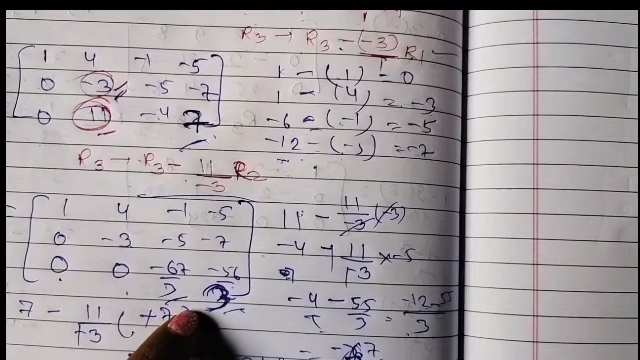 R3 → R3 - (-3) R1
1 4 -1 -5
0 -3 -5 -7
0 11 -4 7
1 - (1) = 0
1 - (4) = -3
-6 - (-1) = -5
-12 - (-5) = -7
R3 → R3 - 11/-3 R2
1 4 -1 -5
0 -3 -5 -7
0 0 -67/3 -56/3
11 - 11/-3 (-3)
-4 + 11/+3 × -5
-4 - 55/3 = -12-55/3
7 - 11/+3 (+7
= -67